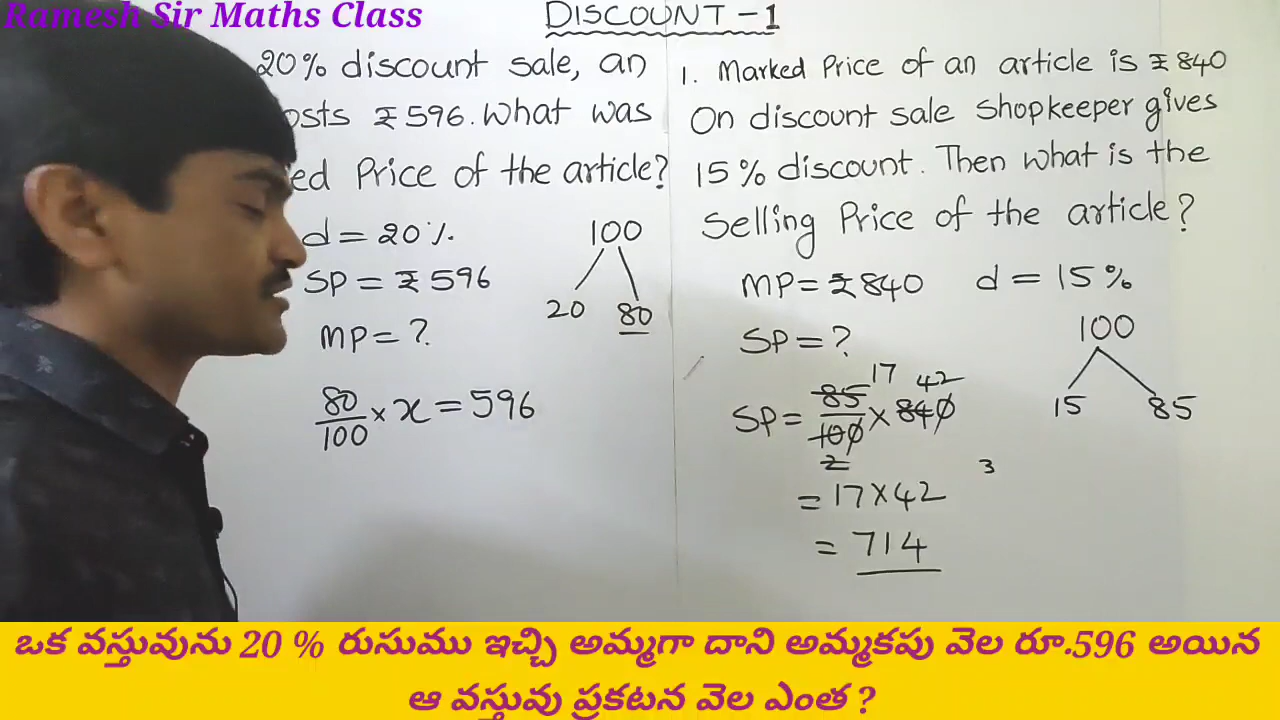 Ramesh Sir Maths Class
DISCOUNT -1
20% discount sale, an
₹596. What was
Price of the article?
d = 20%
SP = ₹596
MP = ?
100
20 80
80/100 × x = 596
1. Marked Price of an article is ₹840
On discount sale Shopkeeper gives
15% discount. Then what is the
Selling Price of the article?
MP = ₹840 d = 15%
SP = ?
100
15 85
17 42
SP = 85/100 × 840
2
3
= 17 × 42
= 714
ఒక వస్తువును 20 % రుసుము ఇచ్చి అమ్మగా దాని అమ్మకపు వెల రూ.596 అయిన
ఆ వస్తువు ప్రకటన వెల ఎంత ?